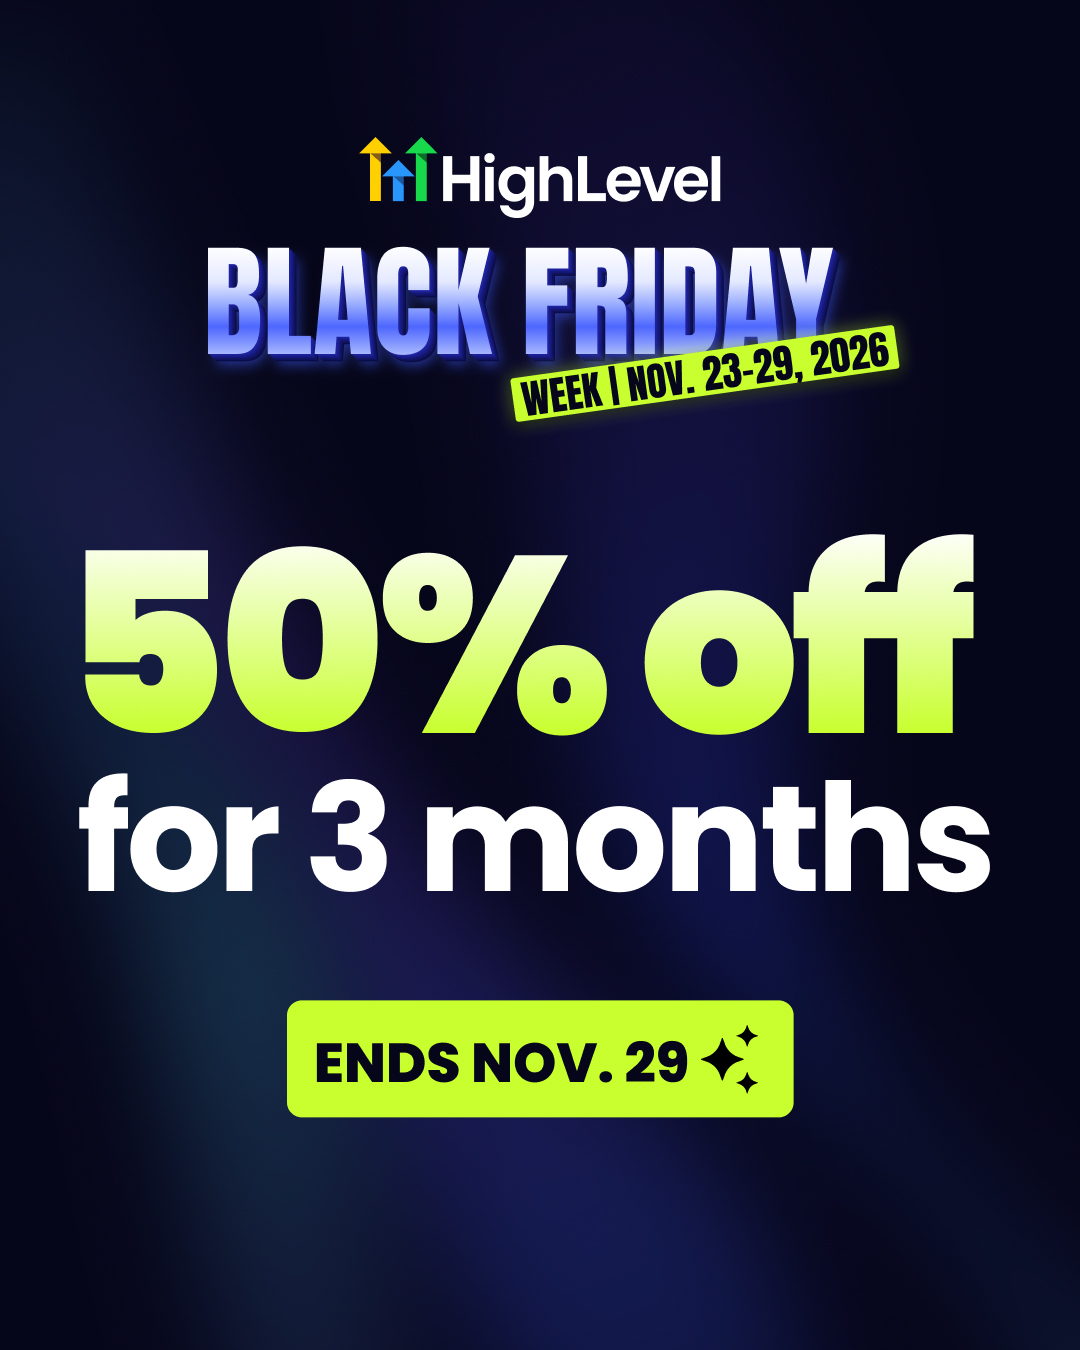 HighLevel
BLACK FRIDAY
WEEK | NOV. 23-29, 2026
50% off
for 3 months
ENDS NOV. 29